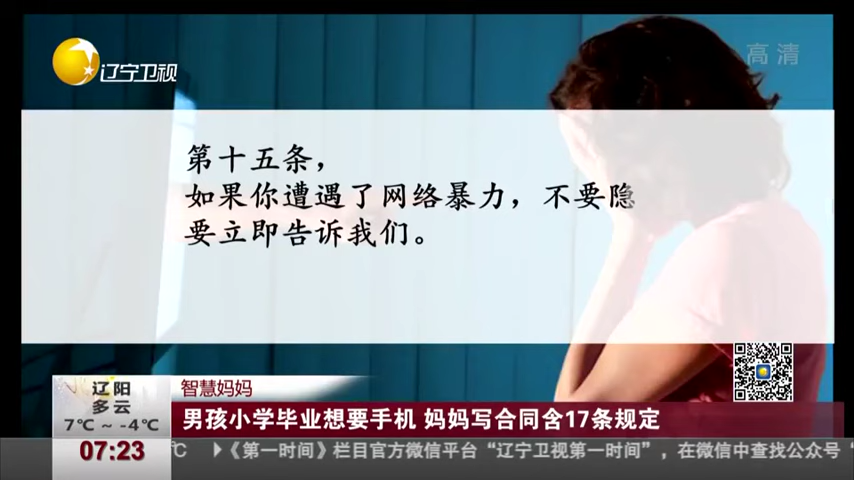 辽宁卫视
高清
第十五条，
如果你遭遇了网络暴力，不要隐
要立即告诉我们。
智慧妈妈
辽阳
多云
7℃ ~ -4℃
男孩小学毕业想要手机 妈妈写合同含17条规定
07:23
℃ 《第一时间》栏目官方微信平台“辽宁卫视第一时间”，在微信中查找公众号“